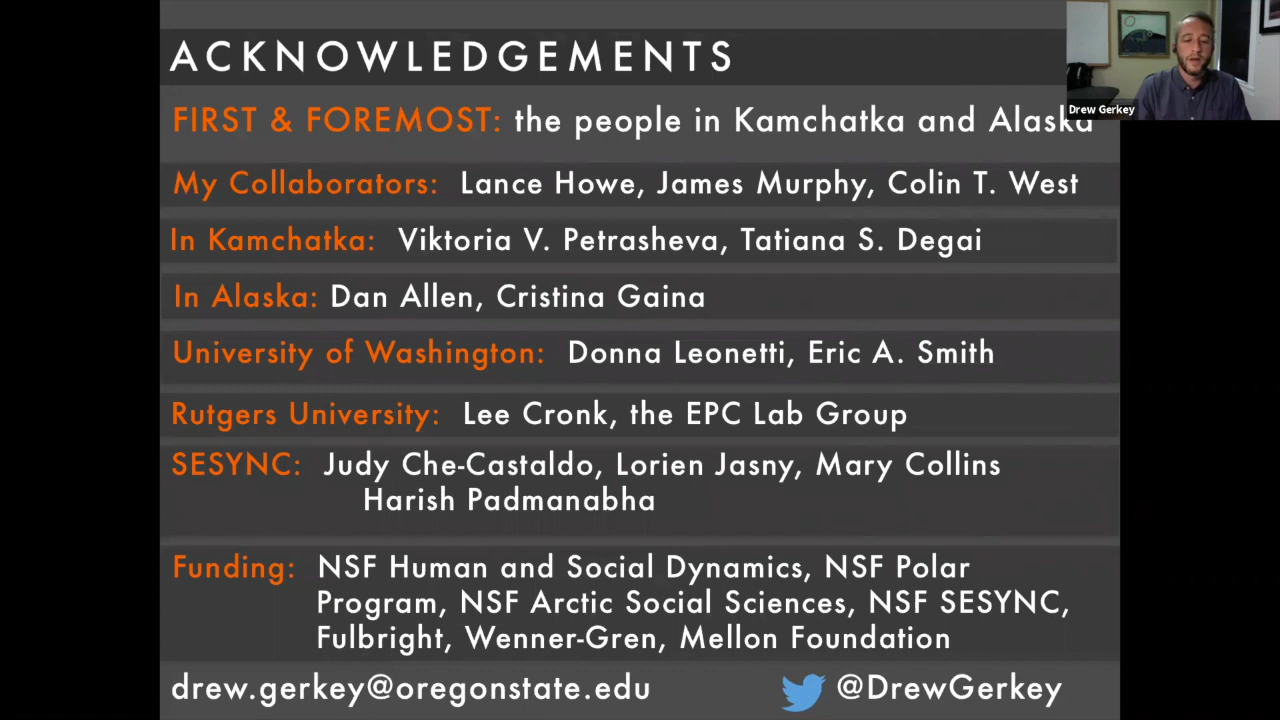 ACKNOWLEDGEMENTS
FIRST & FOREMOST: the people in Kamchatka and Alaska
Drew Gerkey
My Collaborators: Lance Howe, James Murphy, Colin T. West
In Kamchatka: Viktoria V. Petrasheva, Tatiana S. Degai
In Alaska: Dan Allen, Cristina Gaina
University of Washington: Donna Leonetti, Eric A. Smith
Rutgers University: Lee Cronk, the EPC Lab Group
SESYNC: Judy Che-Castaldo, Lorien Jasny, Mary Collins
Harish Padmanabha
Funding: NSF Human and Social Dynamics, NSF Polar
Program, NSF Arctic Social Sciences, NSF SESYNC,
Fulbright, Wenner-Gren, Mellon Foundation
drew.gerkey@oregonstate.edu @DrewGerkey